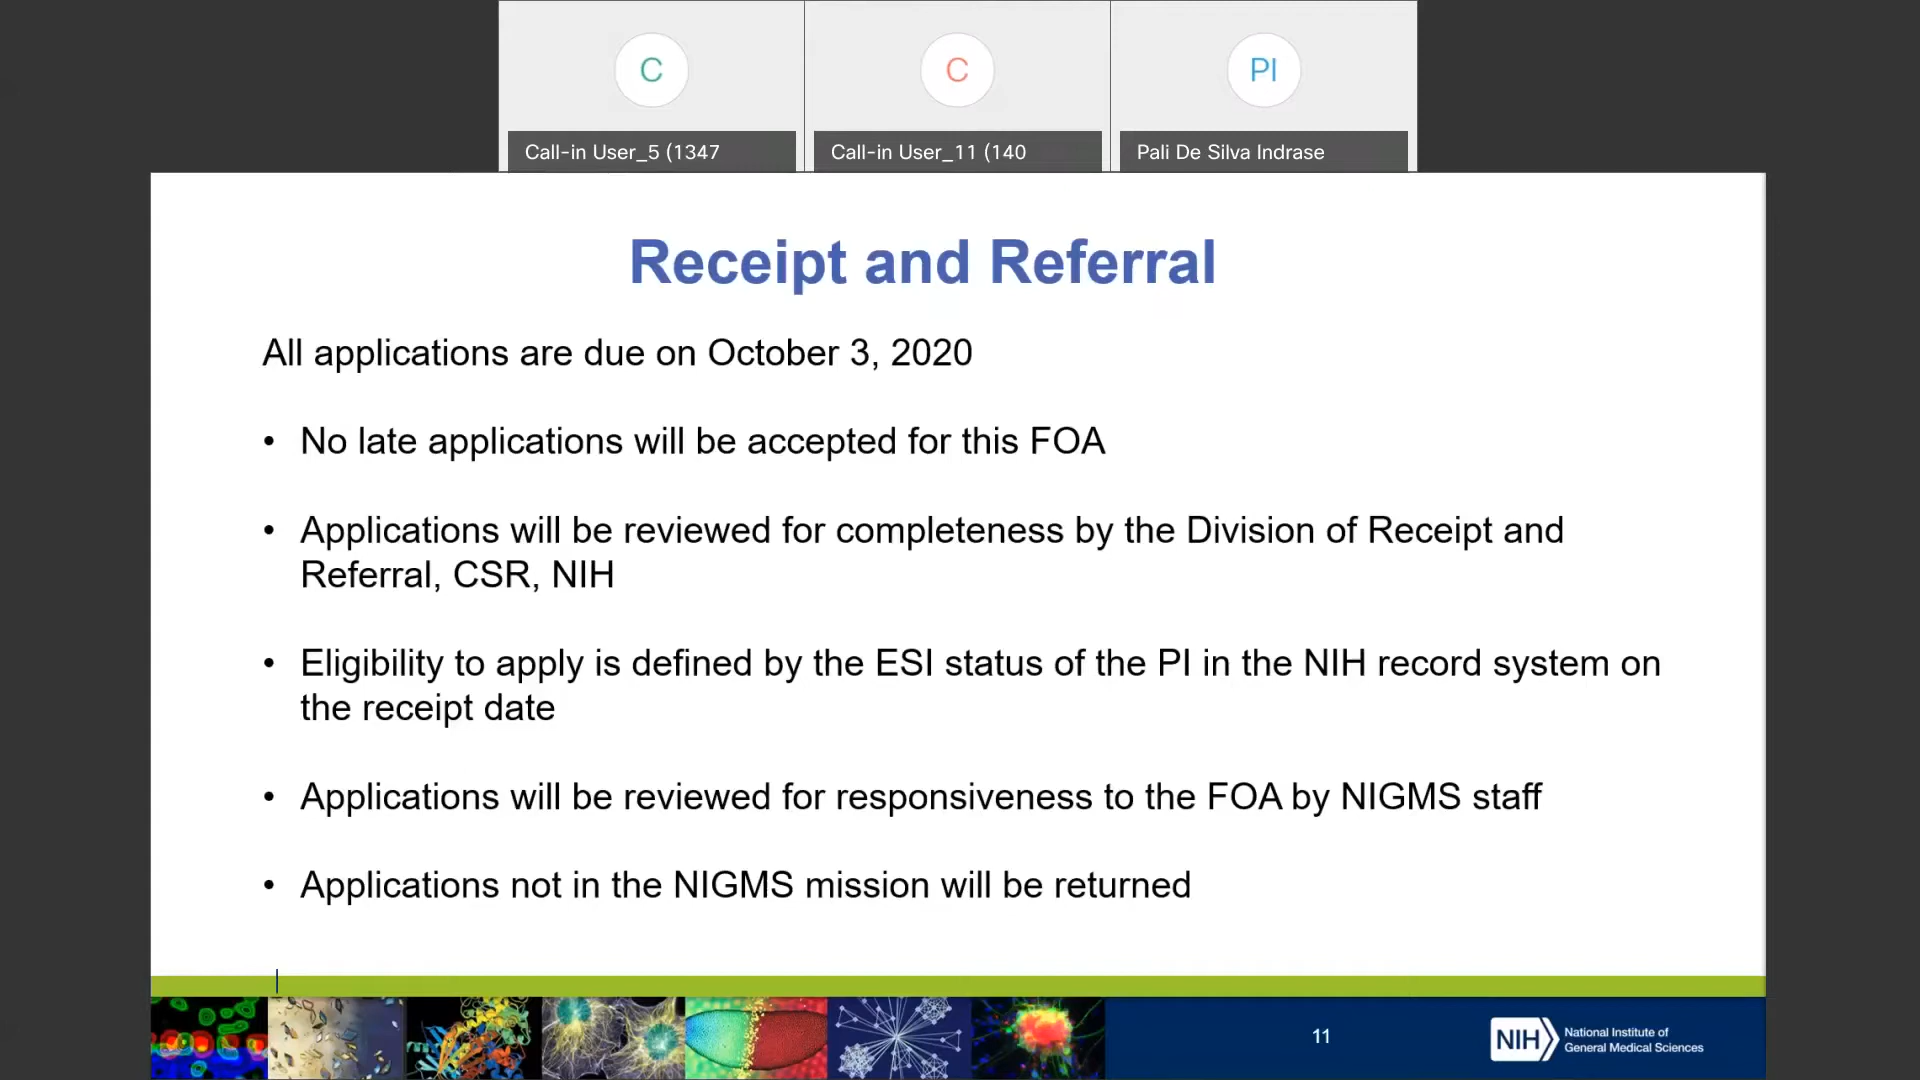 C
C
PI
Call-in User_5 (1347
Call-in User_11 (140
Pali De Silva Indrase
Receipt and Referral
All applications are due on October 3, 2020
• No late applications will be accepted for this FOA
• Applications will be reviewed for completeness by the Division of Receipt and
Referral, CSR, NIH
• Eligibility to apply is defined by the ESI status of the PI in the NIH record system on
the receipt date
• Applications will be reviewed for responsiveness to the FOA by NIGMS staff
• Applications not in the NIGMS mission will be returned
11
NIH
National Institute of
General Medical Sciences